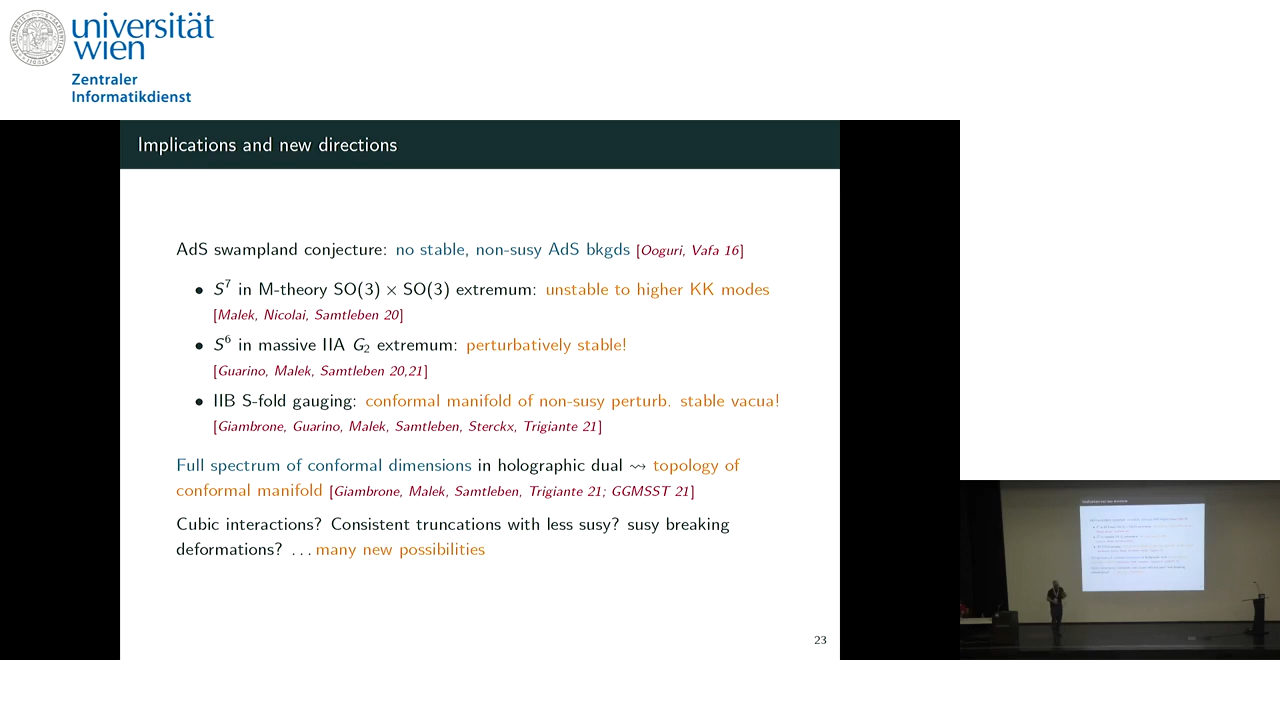 universität
wien
Zentraler
Informatikdienst
Implications and new directions
AdS swampland conjecture: no stable, non-susy AdS bkgds [Ooguri, Vafa 16]
• S⁷ in M-theory SO(3) × SO(3) extremum: unstable to higher KK modes
[Malek, Nicolai, Samtleben 20]
• S⁶ in massive IIA G₂ extremum: perturbatively stable!
[Guarino, Malek, Samtleben 20,21]
• IIB S-fold gauging: conformal manifold of non-susy perturb. stable vacua!
[Giambrone, Guarino, Malek, Samtleben, Sterckx, Trigiante 21]
Full spectrum of conformal dimensions in holographic dual ⇝ topology of
conformal manifold [Giambrone, Malek, Samtleben, Trigiante 21; GGMSST 21]
Cubic interactions? Consistent truncations with less susy? susy breaking
deformations? ...many new possibilities
23